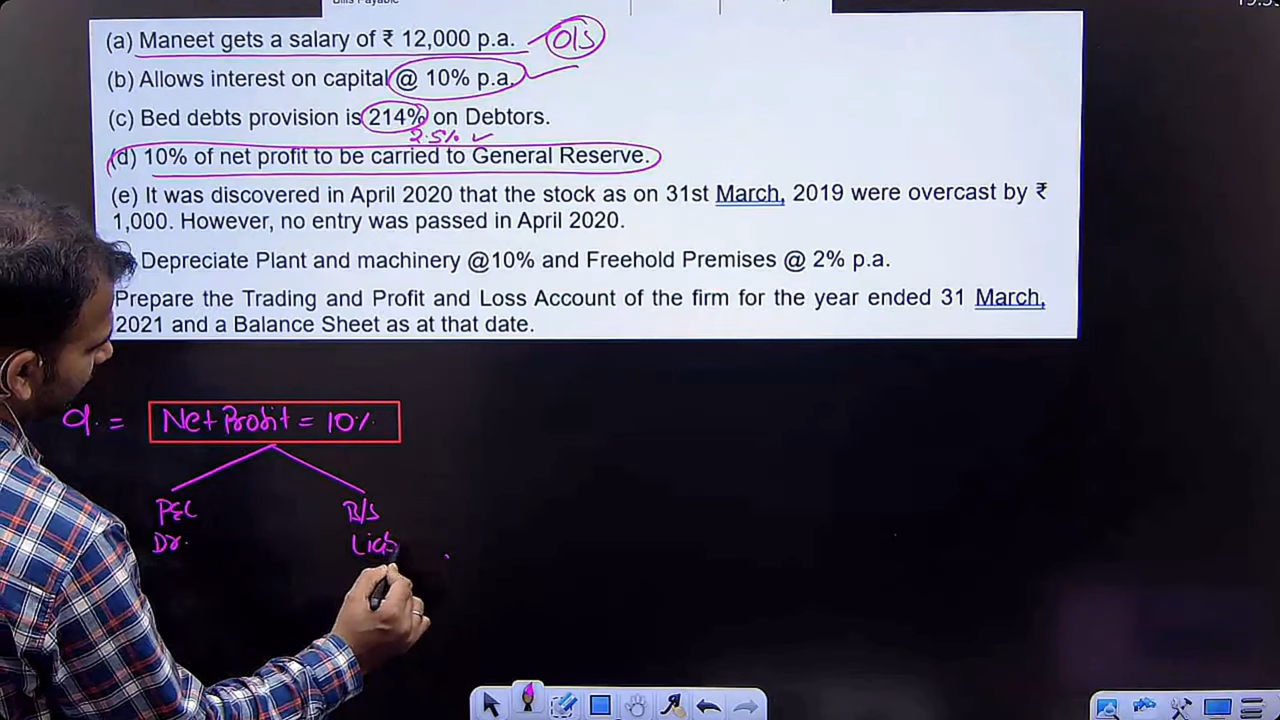 Bills Payable
(a) Maneet gets a salary of ₹ 12,000 p.a. O/S
(b) Allows interest on capital @ 10% p.a.
(c) Bed debts provision is 214% on Debtors.
2.5%
(d) 10% of net profit to be carried to General Reserve.
(e) It was discovered in April 2020 that the stock as on 31st March, 2019 were overcast by ₹
1,000. However, no entry was passed in April 2020.
Depreciate Plant and machinery @10% and Freehold Premises @ 2% p.a.
Prepare the Trading and Profit and Loss Account of the firm for the year ended 31 March,
2021 and a Balance Sheet as at that date.
d. = Net Profit = 10%
P&L B/S
Dr. Liab